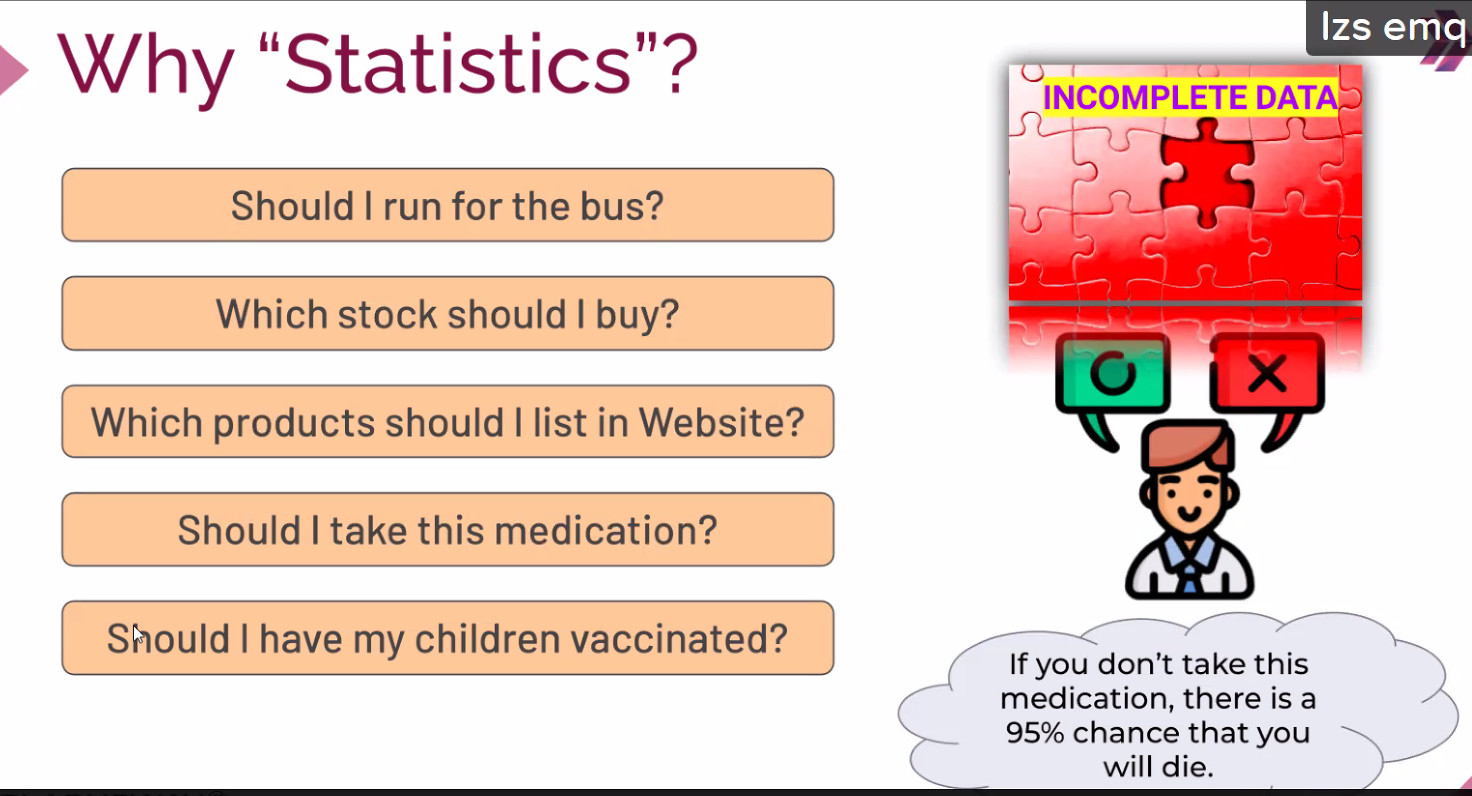 lzs emq
Why “Statistics”?
INCOMPLETE DATA
Should I run for the bus?
Which stock should I buy?
Which products should I list in Website?
Should I take this medication?
Should I have my children vaccinated?
If you don’t take this
medication, there is a
95% chance that you
will die.